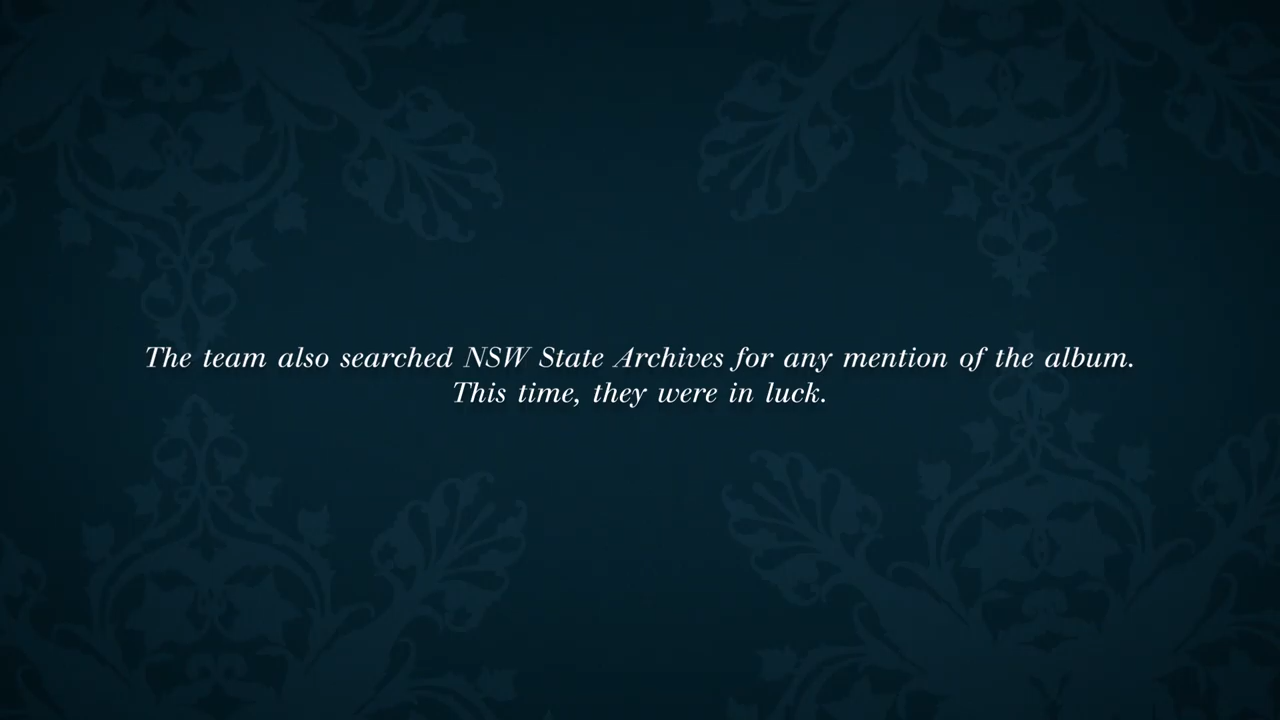 The team also searched NSW State Archives for any mention of the album.
This time, they were in luck.